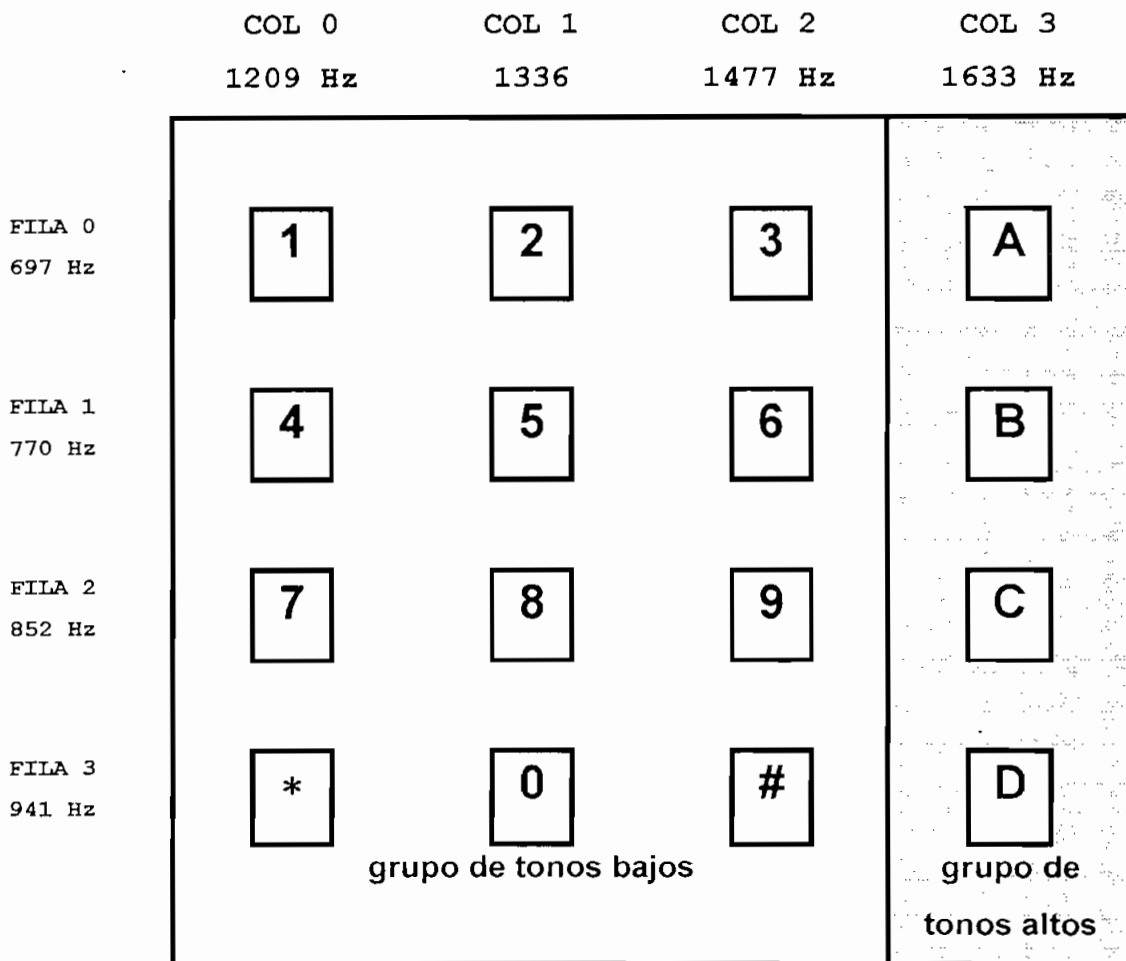 COL 0 COL 1 COL 2 COL 3
1209 Hz 1336 1477 Hz 1633 Hz
FILA 0
697 Hz
1 2 3 A
FILA 1
770 Hz
4 5 6 B
FILA 2
852 Hz
7 8 9 C
FILA 3
941 Hz
* 0 # D
grupo de tonos bajos
grupo de
tonos altos